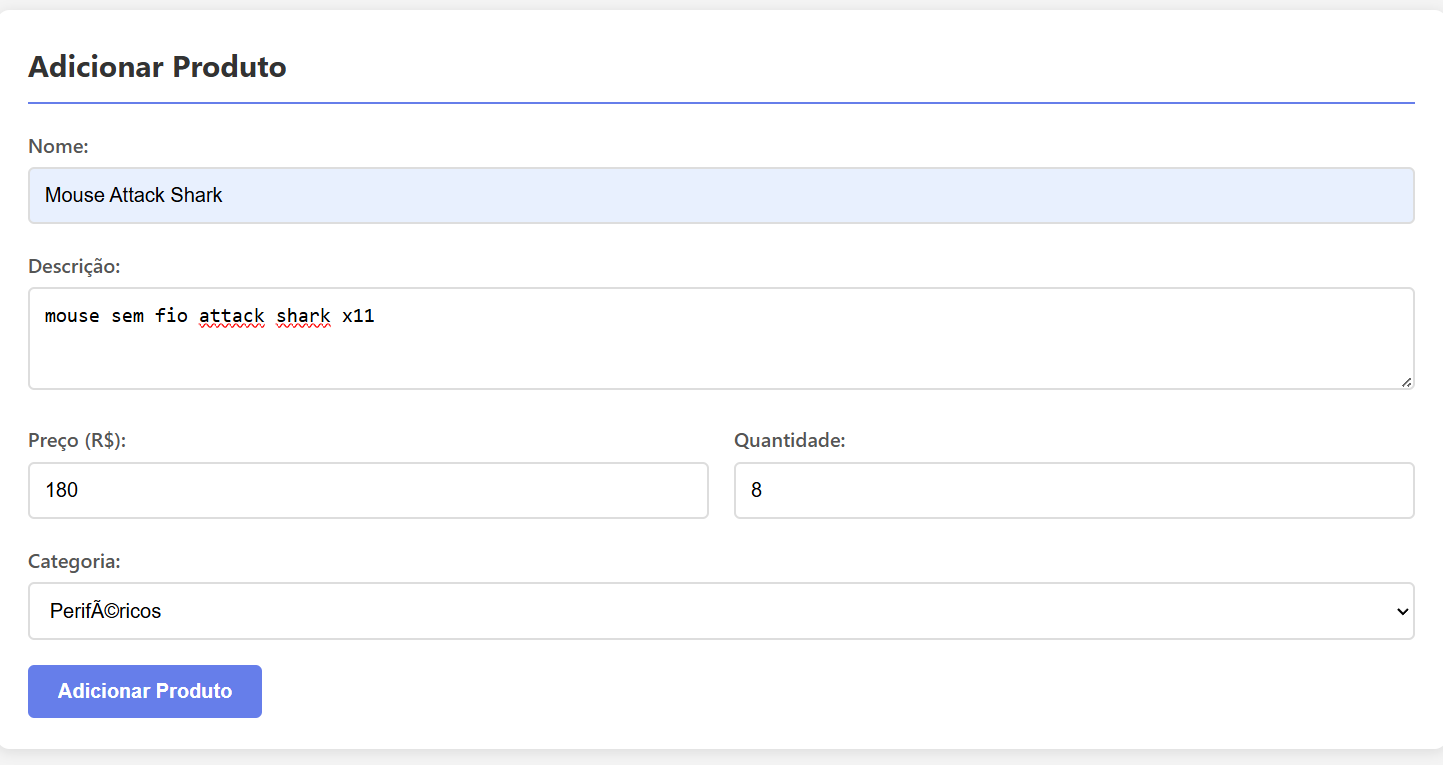 Adicionar Produto
Nome:
Mouse Attack Shark
Descrição:
mouse sem fio attack shark x11
Preço (R$): Quantidade:
180 8
Categoria:
PerifÃ©ricos
Adicionar Produto